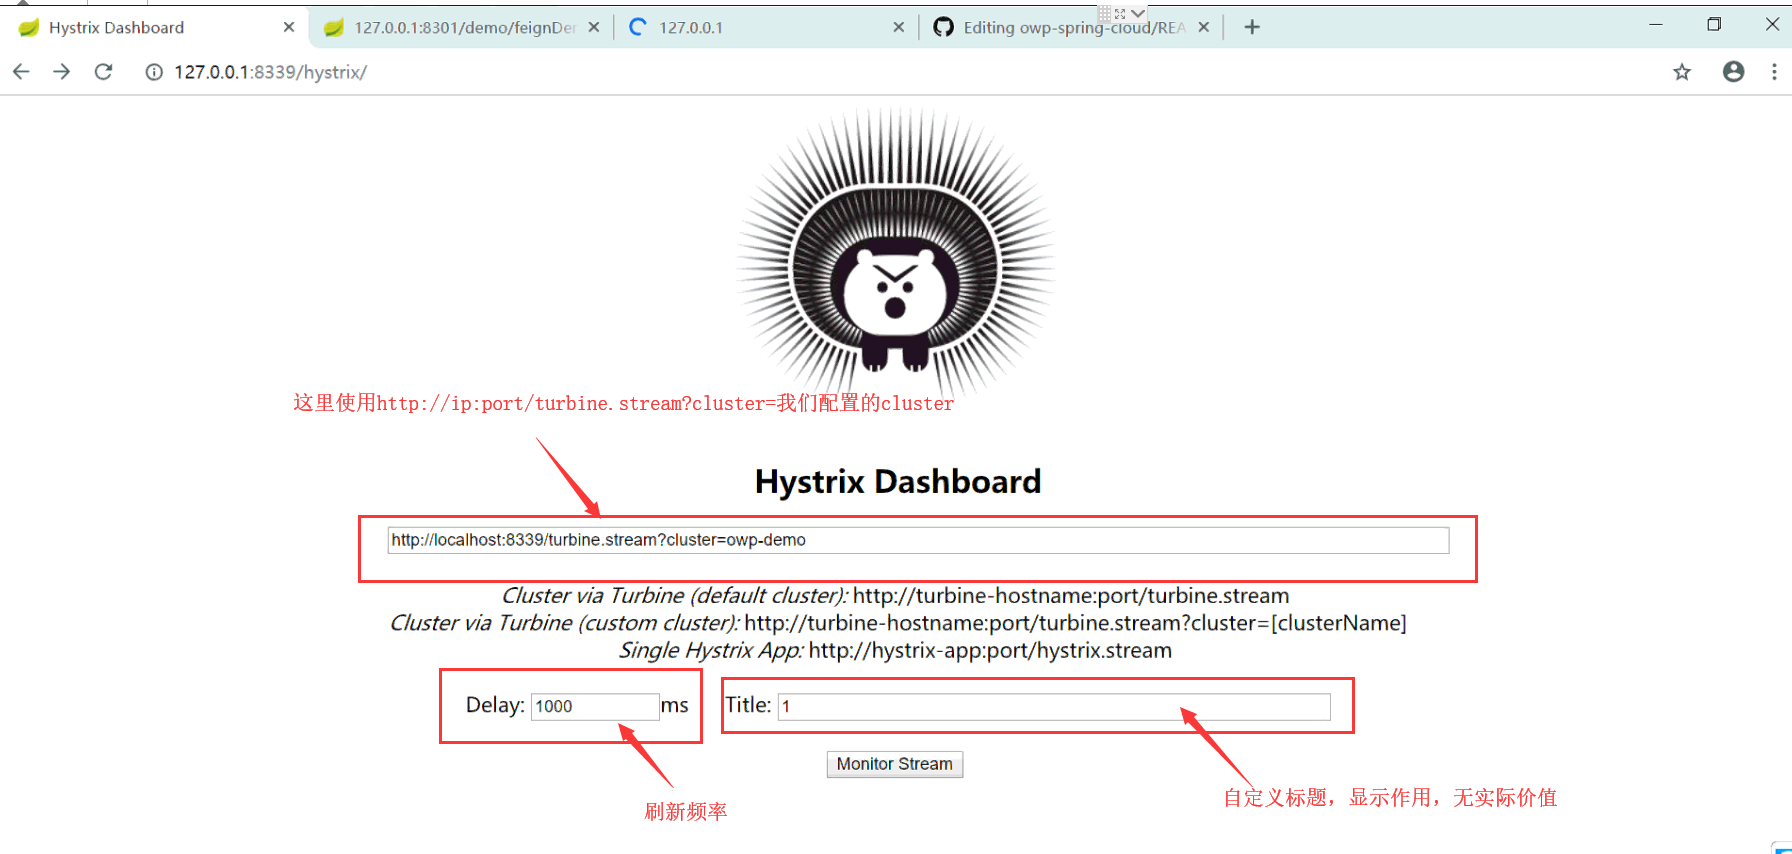 Hystrix Dashboard
127.0.0.1:8301/demo/feignDer
127.0.0.1
Editing owp-spring-cloud/REA
127.0.0.1:8339/hystrix/
这里使用http://ip:port/turbine.stream?cluster=我们配置的cluster
Hystrix Dashboard
http://localhost:8339/turbine.stream?cluster=owp-demo
Cluster via Turbine (default cluster): http://turbine-hostname:port/turbine.stream
Cluster via Turbine (custom cluster): http://turbine-hostname:port/turbine.stream?cluster=[clusterName]
Single Hystrix App: http://hystrix-app:port/hystrix.stream
Delay: 1000 ms Title: 1
Monitor Stream
自定义标题，显示作用，无实际价值
刷新频率